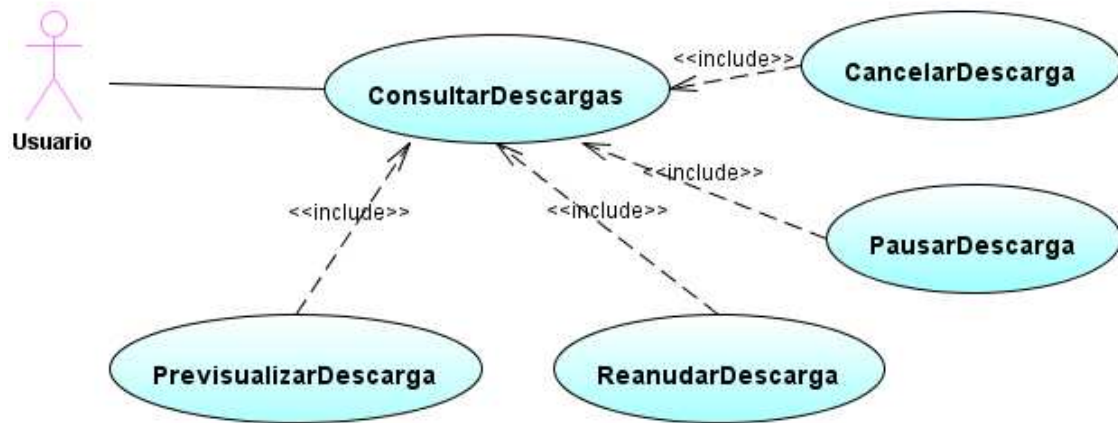 <<include>>
CancelarDescarga
ConsultarDescargas
Usuario
<<include>>
<<include>>
<<include>>
PausarDescarga
PrevisualizarDescarga
ReanudarDescarga